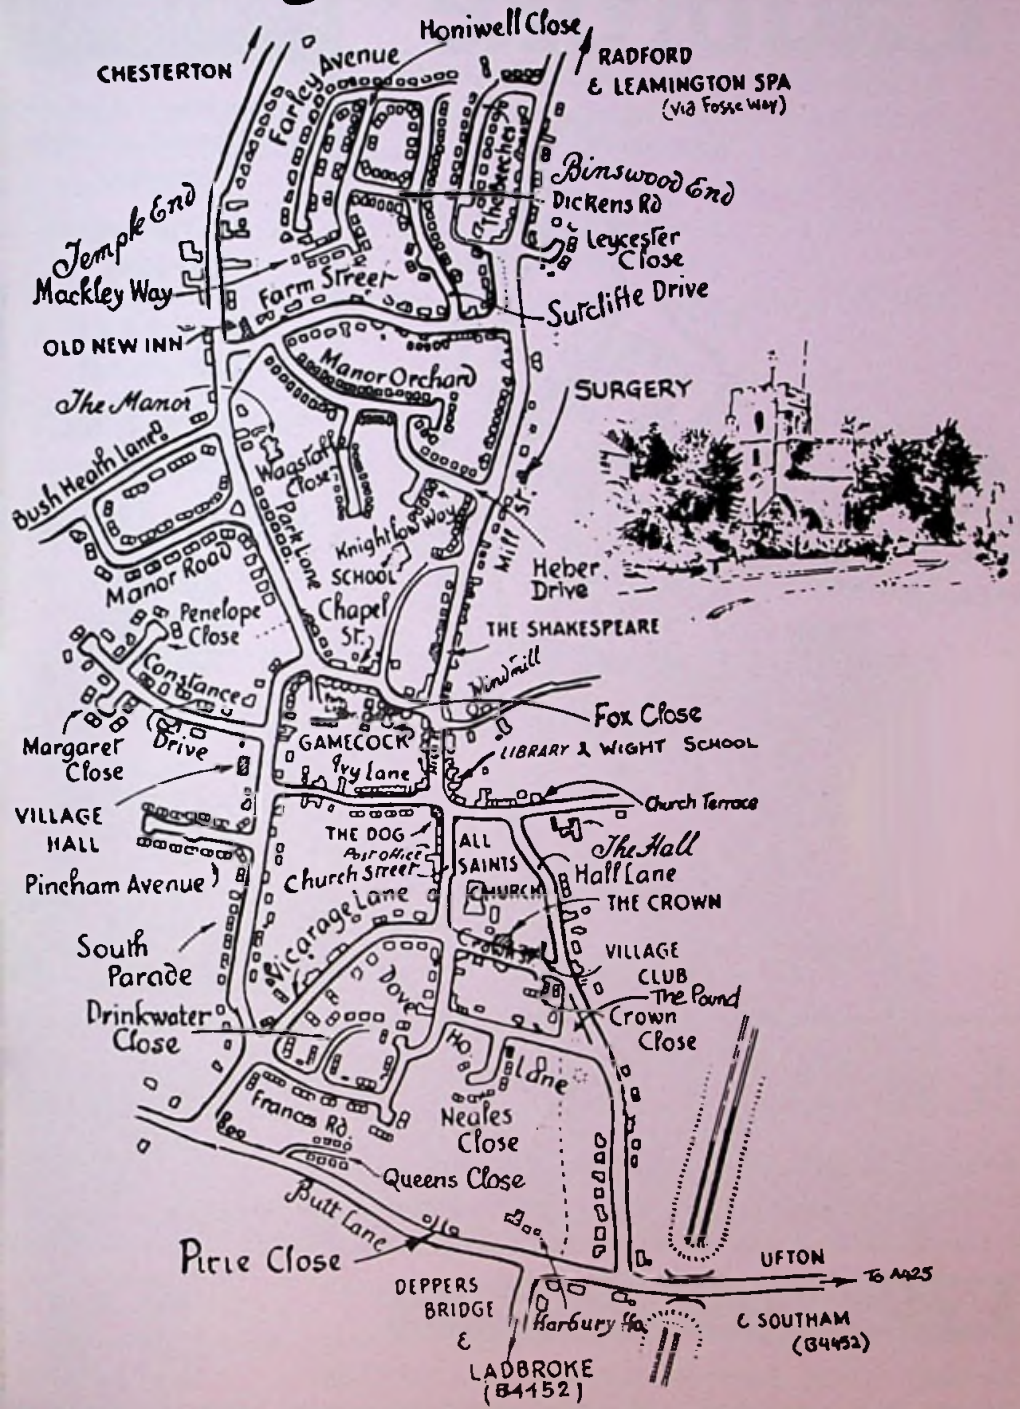 Honiwell Close
CHESTERTON
Farley Avenue
RADFORD
& LEAMINGTON SPA
(via Fosse Way)
The Beeches
Binswood End
Dickens Rd
Leycester
Close
Temple End
Mackley Way
Farm Street
Sutcliffe Drive
OLD NEW INN
Manor Orchard
SURGERY
The Manor
Bush Heath Lane
Wagstaff
Close
Park Lane
Knightlow Way
Mill St.
SCHOOL
Heber
Drive
Manor Road
Chapel
St.
Penelope
Close
THE SHAKESPEARE
Constance
Drive
Windmill
Fox Close
Margaret
Close
GAMECOCK
LIBRARY & WIGHT SCHOOL
Ivy Lane
High
Church Terrace
VILLAGE
HALL
THE DOG
Post office
Church Street
ALL
SAINTS
CHURCH
The Hall
Hall Lane
Pincham Avenue
THE CROWN
Vicarage Lane
Crown St.
South
Parade
VILLAGE
CLUB
Dove
The Pound
Drinkwater
Close
Crown
Close
Ho.
Lane
Frances Rd.
Neales
Close
Queens Close
Butt Lane
Pirie Close
UFTON
To A425
DEPPERS
BRIDGE
&
LADBROKE
(B4452)
Harbury Ho.
& SOUTHAM
(B4452)